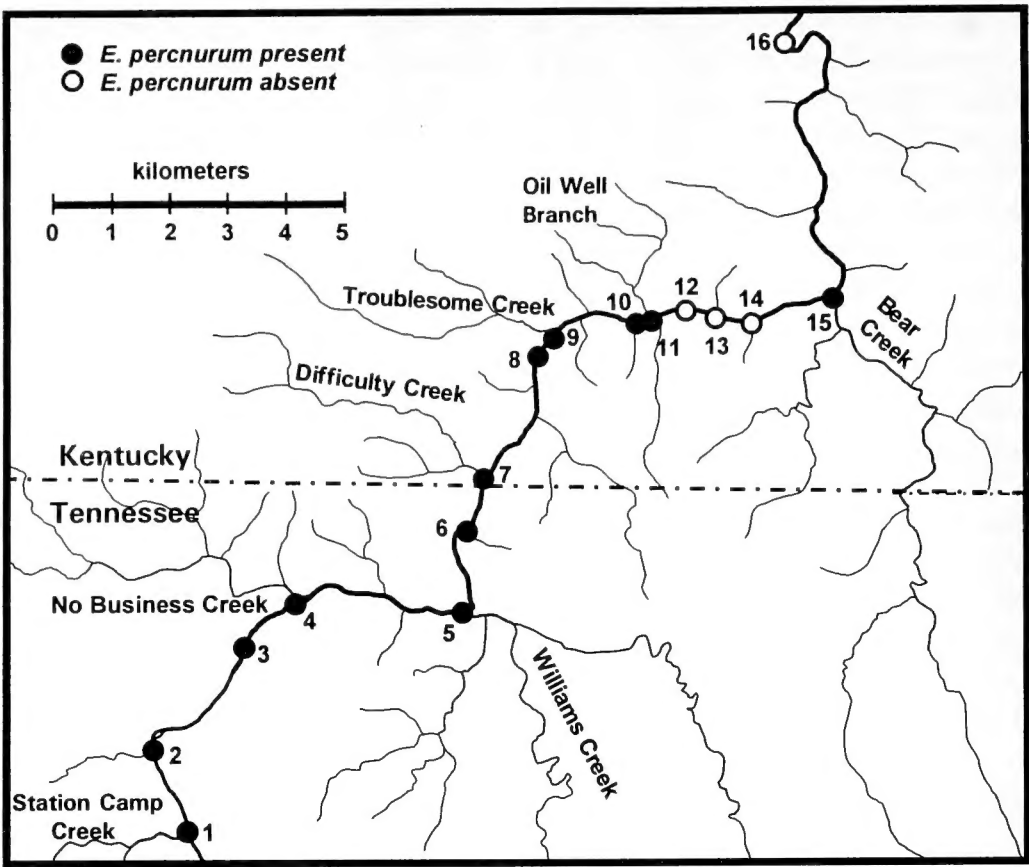 E. percnurum present
E. percnurum absent
kilometers
0 1 2 3 4 5
16
Oil Well
Branch
Troublesome Creek
10
12
14
11
13
15
Bear
Creek
9
8
Difficulty Creek
Kentucky
7
Tennessee
6
No Business Creek
4
5
3
Williams Creek
2
Station Camp
Creek
1